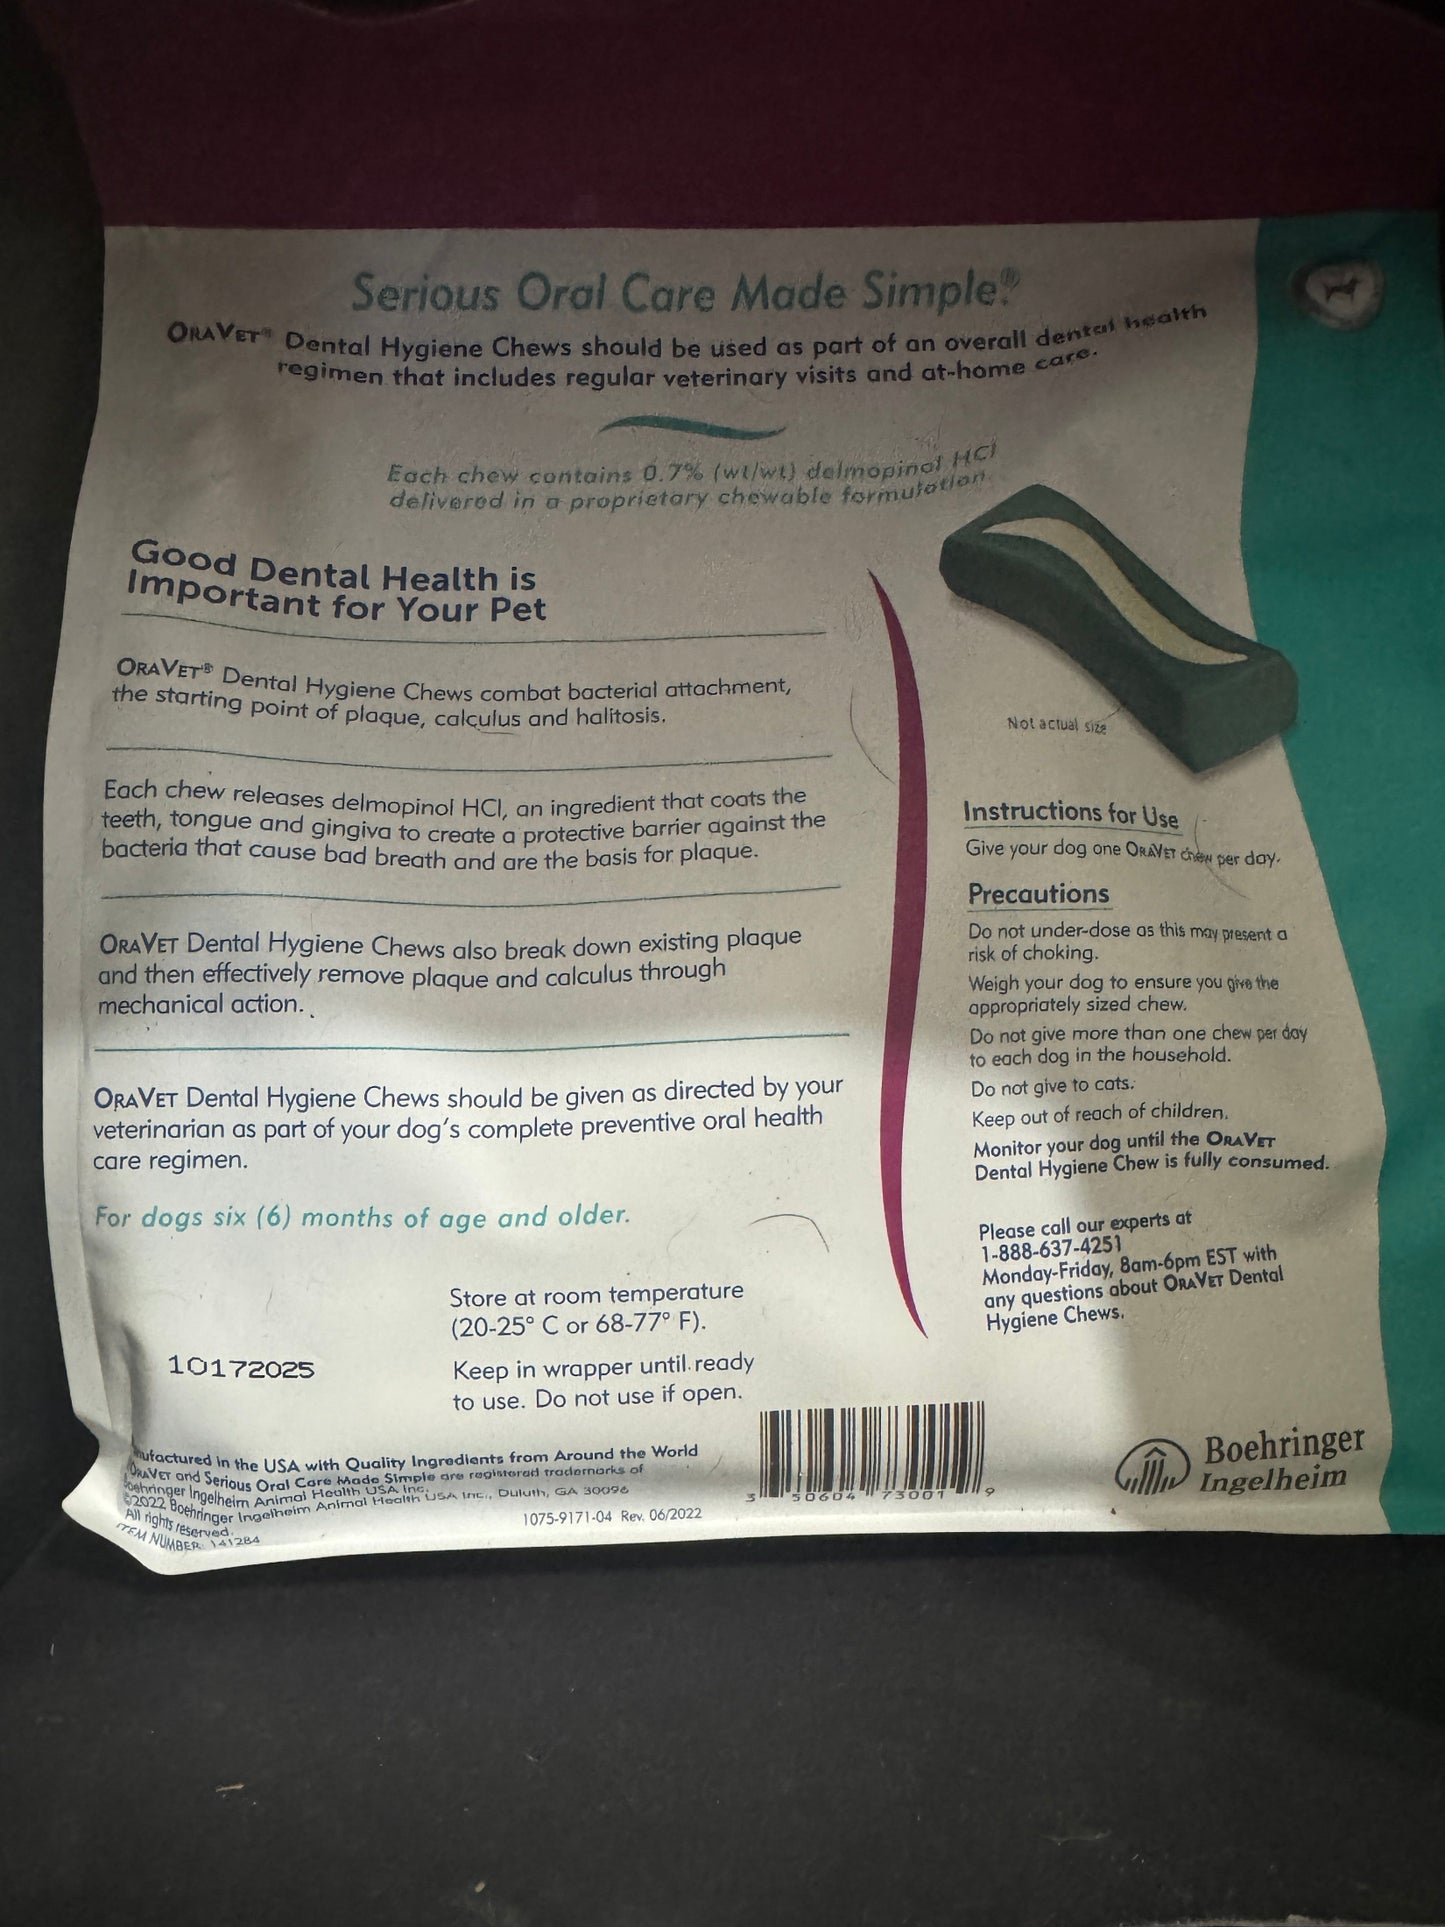 Serious Oral Care Made Simple.®
ORAVET® Dental Hygiene Chews should be used as part of an overall dental health
regimen that includes regular veterinary visits and at-home care.
Each chew contains 0.7% (wt/wt) delmopinol HCl
delivered in a proprietary chewable formulation.
Good Dental Health is
Important for Your Pet
ORAVET® Dental Hygiene Chews combat bacterial attachment,
the starting point of plaque, calculus and halitosis.
Each chew releases delmopinol HCl, an ingredient that coats the
teeth, tongue and gingiva to create a protective barrier against the
bacteria that cause bad breath and are the basis for plaque.
ORAVET Dental Hygiene Chews also break down existing plaque
and then effectively remove plaque and calculus through
mechanical action.
ORAVET Dental Hygiene Chews should be given as directed by your
veterinarian as part of your dog's complete preventive oral health
care regimen.
For dogs six (6) months of age and older.
Store at room temperature
(20-25° C or 68-77° F).
Keep in wrapper until ready
to use. Do not use if open.
10172025
ufactured in the USA with Quality Ingredients from Around the World
ORAVET and Serious Oral Care Made Simple are registered trademarks of
Boehringer Ingelheim Animal Health USA Inc.
©2022 Boehringer Ingelheim Animal Health USA Inc., Duluth, GA 30096
All rights reserved.
ITEM NUMBER: 141284
1075-9171-04 Rev. 06/2022
Not actual size
Instructions for Use
Give your dog one ORAVET chew per day.
Precautions
Do not under-dose as this may present a
risk of choking.
Weigh your dog to ensure you give the
appropriately sized chew.
Do not give more than one chew per day
to each dog in the household.
Do not give to cats.
Keep out of reach of children.
Monitor your dog until the ORAVET
Dental Hygiene Chew is fully consumed.
Please call our experts at
1-888-637-4251
Monday-Friday, 8am-6pm EST with
any questions about ORAVET Dental
Hygiene Chews.
3 50604 73001 9
Boehringer
Ingelheim